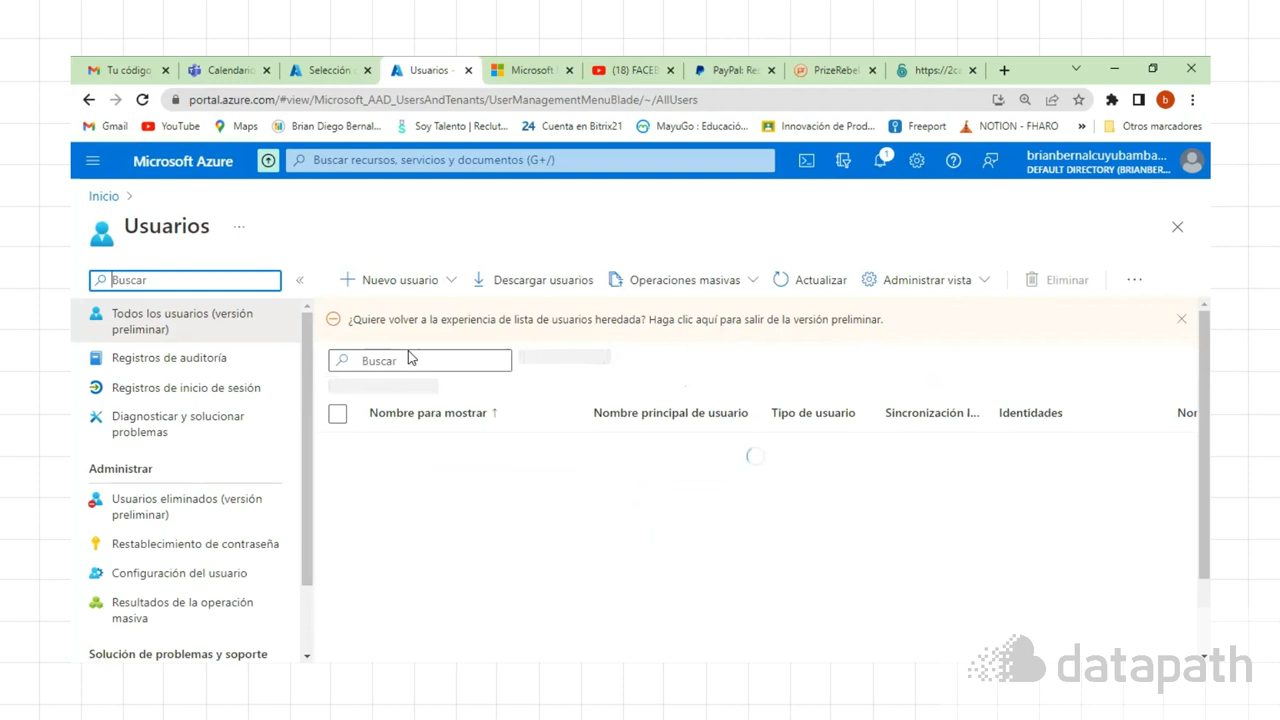 Tu código
Calendario
Selección
Usuarios -
Microsoft
(18) FACEB
PayPal: Re
PrizeRebel
https://2ca
portal.azure.com/#view/Microsoft_AAD_UsersAndTenants/UserManagementMenuBlade/~/AllUsers
Gmail
YouTube
Maps
Brian Diego Bernal...
Soy Talento | Reclut...
24 Cuenta en Bitrix21
MayuGo : Educació...
Innovación de Prod...
Freeport
NOTION - FHARO
»
Otros marcadores
Microsoft Azure
Buscar recursos, servicios y documentos (G+/)
1
brianbernalcuyubamba...
DEFAULT DIRECTORY (BRIANBER...
Inicio >
Usuarios ...
Buscar
«
Nuevo usuario
Descargar usuarios
Operaciones masivas
Actualizar
Administrar vista
Eliminar
...
Todos los usuarios (versión
preliminar)
Registros de auditoría
Registros de inicio de sesión
Diagnosticar y solucionar
problemas
Administrar
Usuarios eliminados (versión
preliminar)
Restablecimiento de contraseña
Configuración del usuario
Resultados de la operación
masiva
Solución de problemas y soporte
¿Quiere volver a la experiencia de lista de usuarios heredada? Haga clic aquí para salir de la versión preliminar.
Buscar
Nombre para mostrar ↑
Nombre principal de usuario
Tipo de usuario
Sincronización l...
Identidades
Nor
datapath